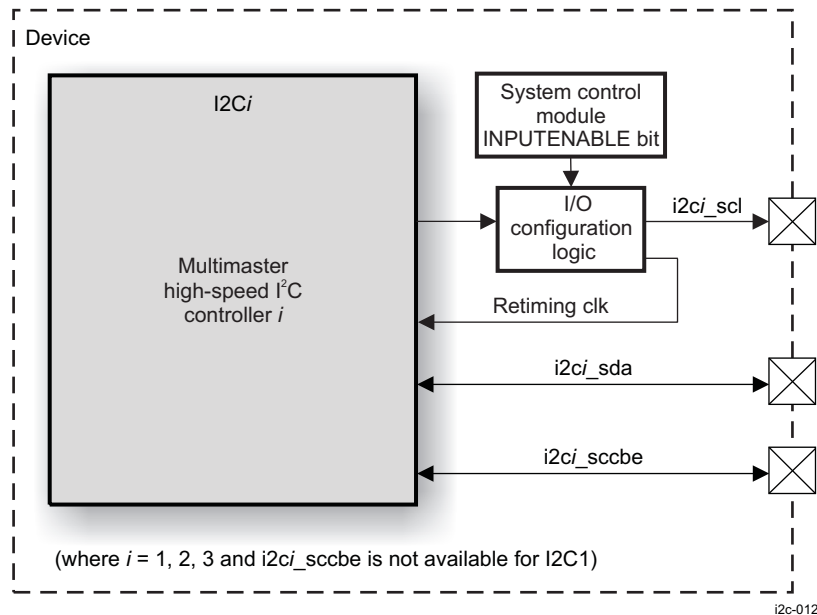 Device
I2Ci
System control
module
INPUTENABLE bit
I/O
configuration
logic
i2ci_scl
Multimaster
high-speed I²C
controller i
Retiming clk
i2ci_sda
i2ci_sccbe
(where i = 1, 2, 3 and i2ci_sccbe is not available for I2C1)
i2c-012